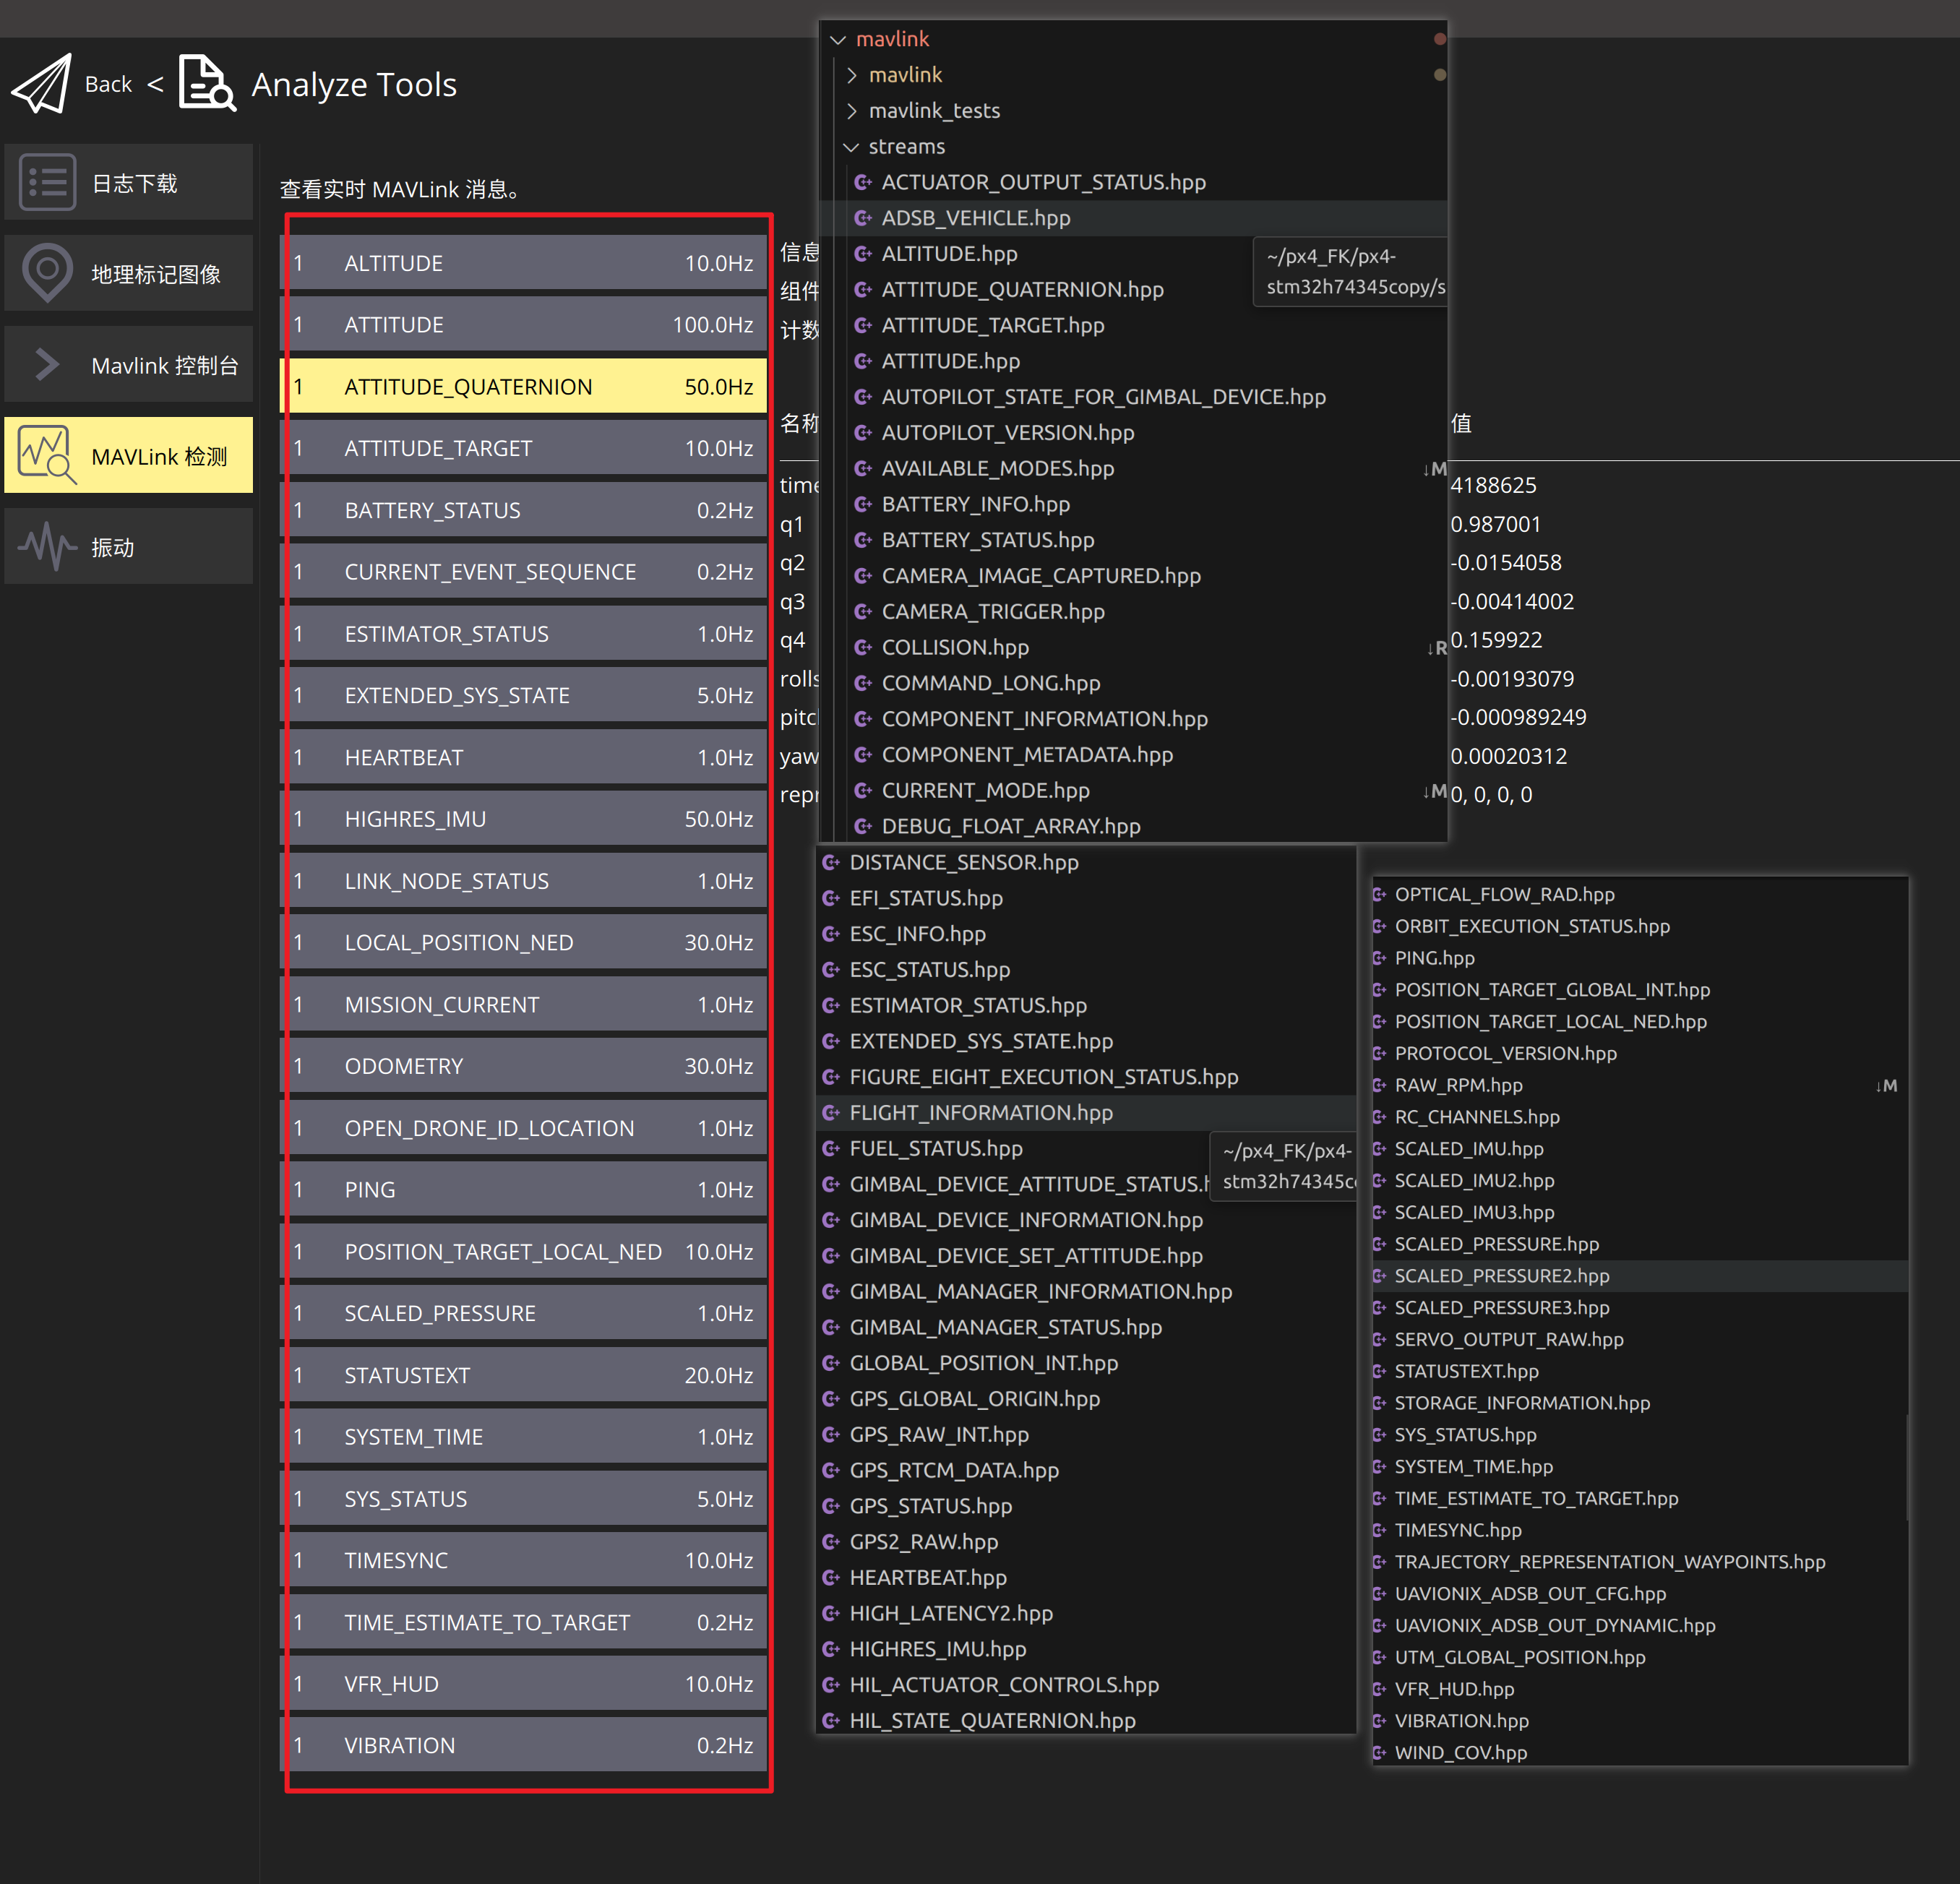 Back < Analyze Tools
日志下载
地理标记图像
Mavlink 控制台
MAVLink 检测
振动
查看实时 MAVLink 消息。
1 ALTITUDE 10.0Hz
1 ATTITUDE 100.0Hz
1 ATTITUDE_QUATERNION 50.0Hz
1 ATTITUDE_TARGET 10.0Hz
1 BATTERY_STATUS 0.2Hz
1 CURRENT_EVENT_SEQUENCE 0.2Hz
1 ESTIMATOR_STATUS 1.0Hz
1 EXTENDED_SYS_STATE 5.0Hz
1 HEARTBEAT 1.0Hz
1 HIGHRES_IMU 50.0Hz
1 LINK_NODE_STATUS 1.0Hz
1 LOCAL_POSITION_NED 30.0Hz
1 MISSION_CURRENT 1.0Hz
1 ODOMETRY 30.0Hz
1 OPEN_DRONE_ID_LOCATION 1.0Hz
1 PING 1.0Hz
1 POSITION_TARGET_LOCAL_NED 10.0Hz
1 SCALED_PRESSURE 1.0Hz
1 STATUSTEXT 20.0Hz
1 SYSTEM_TIME 1.0Hz
1 SYS_STATUS 5.0Hz
1 TIMESYNC 10.0Hz
1 TIME_ESTIMATE_TO_TARGET 0.2Hz
1 VFR_HUD 10.0Hz
1 VIBRATION 0.2Hz
信息
组件
计数
名称 值
time 4188625
q1 0.987001
q2 -0.0154058
q3 -0.00414002
q4 0.159922
rolls -0.00193079
pitc -0.000989249
yaw 0.00020312
repr 0, 0, 0, 0
mavlink
mavlink
mavlink_tests
streams
ACTUATOR_OUTPUT_STATUS.hpp
ADSB_VEHICLE.hpp
ALTITUDE.hpp
~/px4_FK/px4-
stm32h74345copy/s
ATTITUDE_QUATERNION.hpp
ATTITUDE_TARGET.hpp
ATTITUDE.hpp
AUTOPILOT_STATE_FOR_GIMBAL_DEVICE.hpp
AUTOPILOT_VERSION.hpp
AVAILABLE_MODES.hpp ↓M
BATTERY_INFO.hpp
BATTERY_STATUS.hpp
CAMERA_IMAGE_CAPTURED.hpp
CAMERA_TRIGGER.hpp
COLLISION.hpp ↓R
COMMAND_LONG.hpp
COMPONENT_INFORMATION.hpp
COMPONENT_METADATA.hpp
CURRENT_MODE.hpp ↓M
DEBUG_FLOAT_ARRAY.hpp
DISTANCE_SENSOR.hpp
EFI_STATUS.hpp
ESC_INFO.hpp
ESC_STATUS.hpp
ESTIMATOR_STATUS.hpp
EXTENDED_SYS_STATE.hpp
FIGURE_EIGHT_EXECUTION_STATUS.hpp
FLIGHT_INFORMATION.hpp
FUEL_STATUS.hpp
~/px4_FK/px4-
stm32h74345c
GIMBAL_DEVICE_ATTITUDE_STATUS.h
GIMBAL_DEVICE_INFORMATION.hpp
GIMBAL_DEVICE_SET_ATTITUDE.hpp
GIMBAL_MANAGER_INFORMATION.hpp
GIMBAL_MANAGER_STATUS.hpp
GLOBAL_POSITION_INT.hpp
GPS_GLOBAL_ORIGIN.hpp
GPS_RAW_INT.hpp
GPS_RTCM_DATA.hpp
GPS_STATUS.hpp
GPS2_RAW.hpp
HEARTBEAT.hpp
HIGH_LATENCY2.hpp
HIGHRES_IMU.hpp
HIL_ACTUATOR_CONTROLS.hpp
HIL_STATE_QUATERNION.hpp
OPTICAL_FLOW_RAD.hpp
ORBIT_EXECUTION_STATUS.hpp
PING.hpp
POSITION_TARGET_GLOBAL_INT.hpp
POSITION_TARGET_LOCAL_NED.hpp
PROTOCOL_VERSION.hpp
RAW_RPM.hpp ↓M
RC_CHANNELS.hpp
SCALED_IMU.hpp
SCALED_IMU2.hpp
SCALED_IMU3.hpp
SCALED_PRESSURE.hpp
SCALED_PRESSURE2.hpp
SCALED_PRESSURE3.hpp
SERVO_OUTPUT_RAW.hpp
STATUSTEXT.hpp
STORAGE_INFORMATION.hpp
SYS_STATUS.hpp
SYSTEM_TIME.hpp
TIME_ESTIMATE_TO_TARGET.hpp
TIMESYNC.hpp
TRAJECTORY_REPRESENTATION_WAYPOINTS.hpp
UAVIONIX_ADSB_OUT_CFG.hpp
UAVIONIX_ADSB_OUT_DYNAMIC.hpp
UTM_GLOBAL_POSITION.hpp
VFR_HUD.hpp
VIBRATION.hpp
WIND_COV.hpp